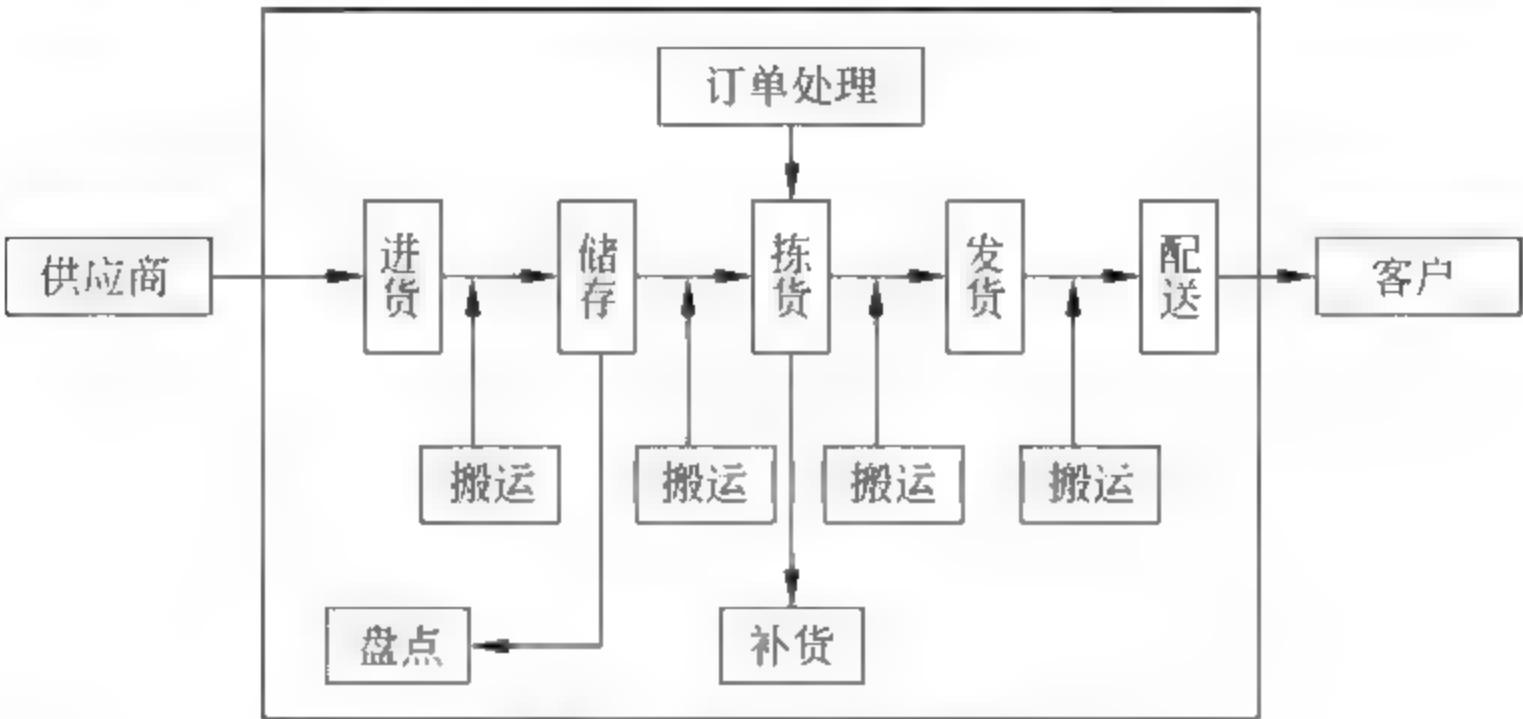 订单处理
供应商
进货
储存
拣货
发货
配送
客户
搬运
搬运
搬运
搬运
盘点
补货